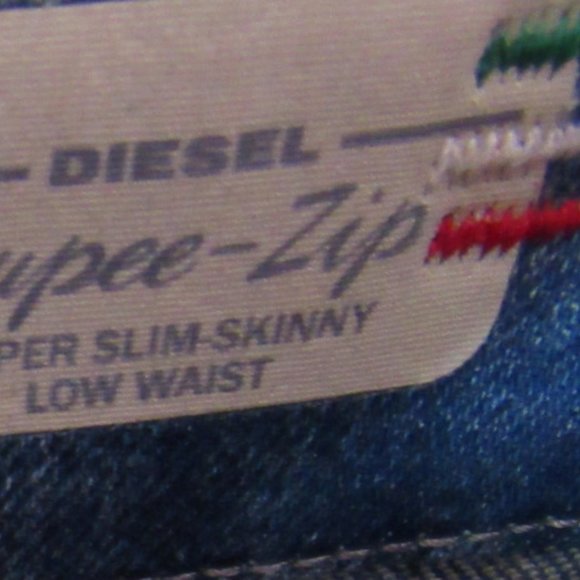 DIESEL
upee-Zip
PER SLIM-SKINNY
LOW WAIST